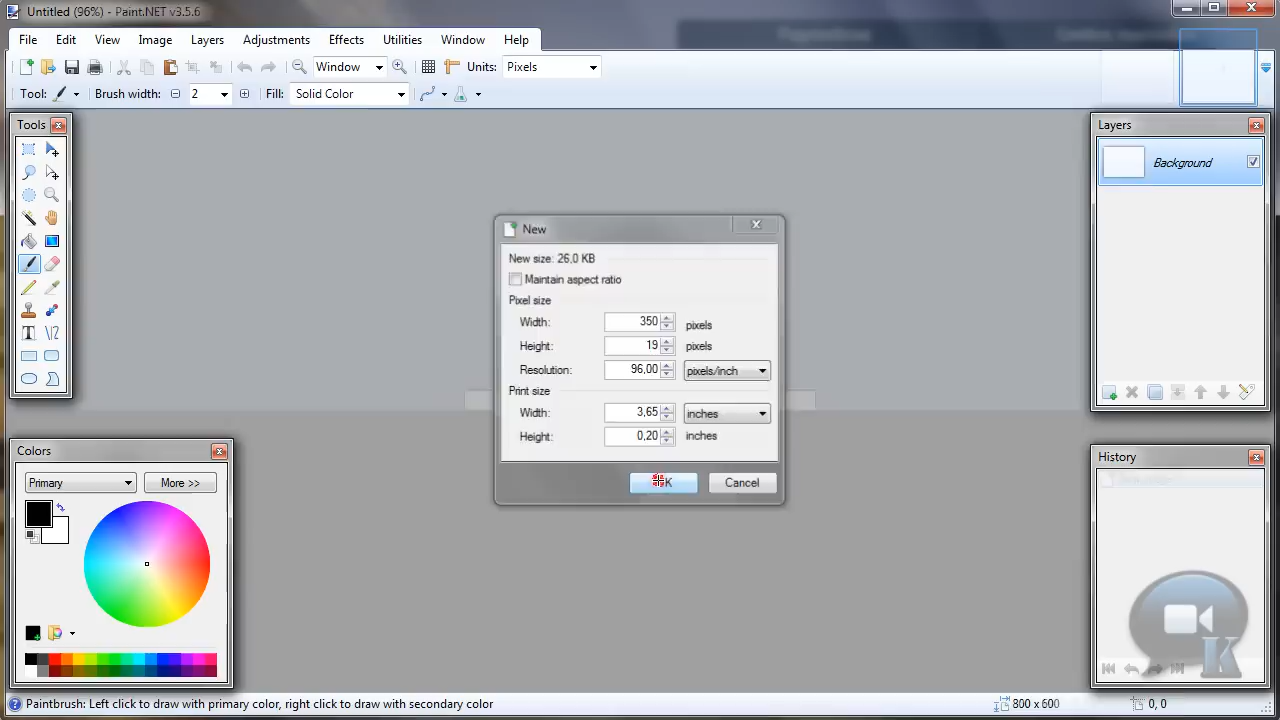 Untitled (96%) - Paint.NET v3.5.6
File Edit View Image Layers Adjustments Effects Utilities Window Help
Window Units: Pixels
Tool: Brush width: 2 Fill: Solid Color
Tools
Layers
Background
New
New size: 26,0 KB
Maintain aspect ratio
Pixel size
Width: 350 pixels
Height: 19 pixels
Resolution: 96,00 pixels/inch
Print size
Width: 3,65 inches
Height: 0,20 inches
Cancel
Colors
Primary More >>
History
K
Paintbrush: Left click to draw with primary color, right click to draw with secondary color 800 x 600 0, 0